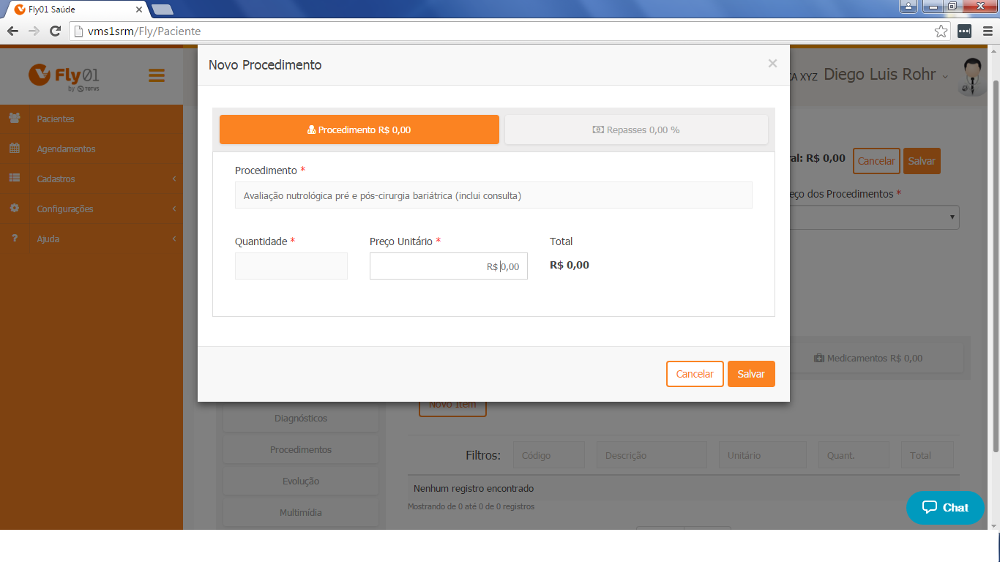 Fly01 Saúde
vms1srm/Fly/Paciente
Fly01
by TOTVS
Pacientes
Agendamentos
Cadastros
Configurações
Ajuda
Novo Procedimento
XYZ Diego Luis Rohr
Procedimento R$ 0,00
Repasses 0,00 %
Procedimento *
Avaliação nutrológica pré e pós-cirurgia bariátrica (inclui consulta)
Quantidade *
Preço Unitário *
Total
R$ 0,00
R$ 0,00
Cancelar
Salvar
R$ 0,00
Cancelar
Salvar
dos Procedimentos *
Medicamentos R$ 0,00
Novo Item
Diagnósticos
Procedimentos
Evolução
Multimídia
Filtros:
Código
Descrição
Unitário
Quant.
Total
Nenhum registro encontrado
Mostrando de 0 até 0 de 0 registros
Chat